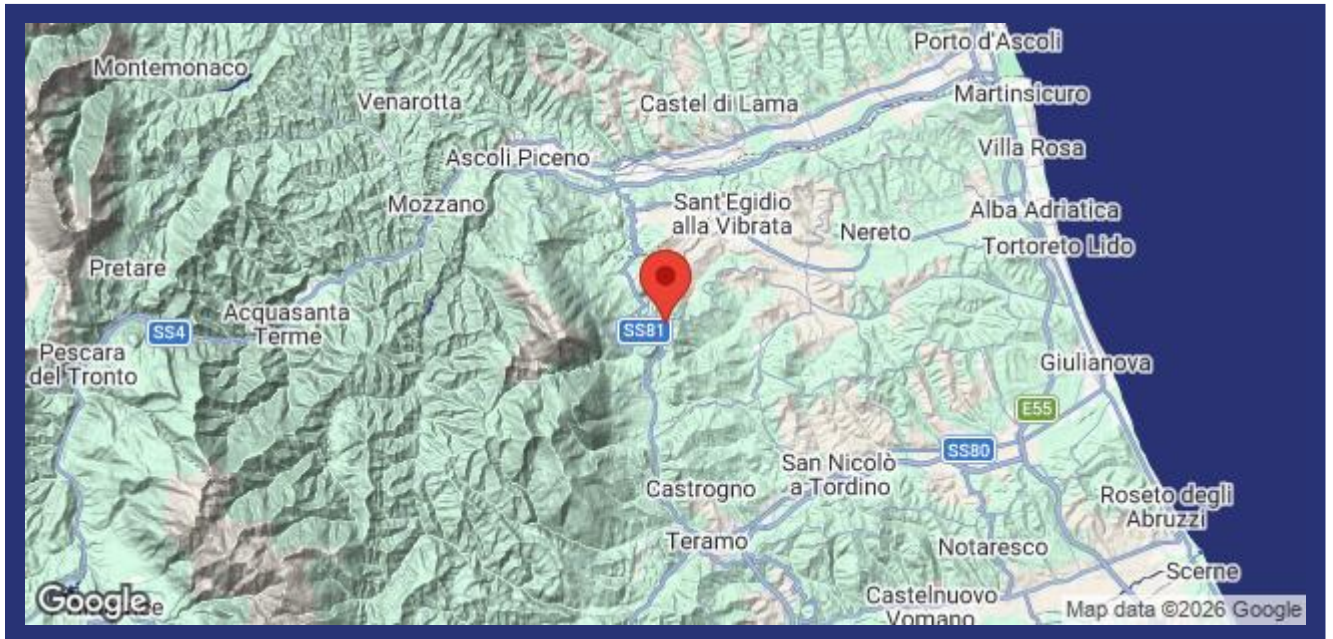 Porto d'Ascoli
Montemonaco
Venarotta
Castel di Lama
Martinsicuro
Villa Rosa
Ascoli Piceno
Mozzano
Sant'Egidio
alla Vibrata
Alba Adriatica
Nereto
Tortoreto Lido
Pretare
Acquasanta
Terme
SS4
SS81
Pescara
del Tronto
Giulianova
E55
SS80
San Nicolò
a Tordino
Castrogno
Roseto degli
Abruzzi
Teramo
Notaresco
Scerne
Castelnuovo
Vomano
Google
Map data ©2026 Google